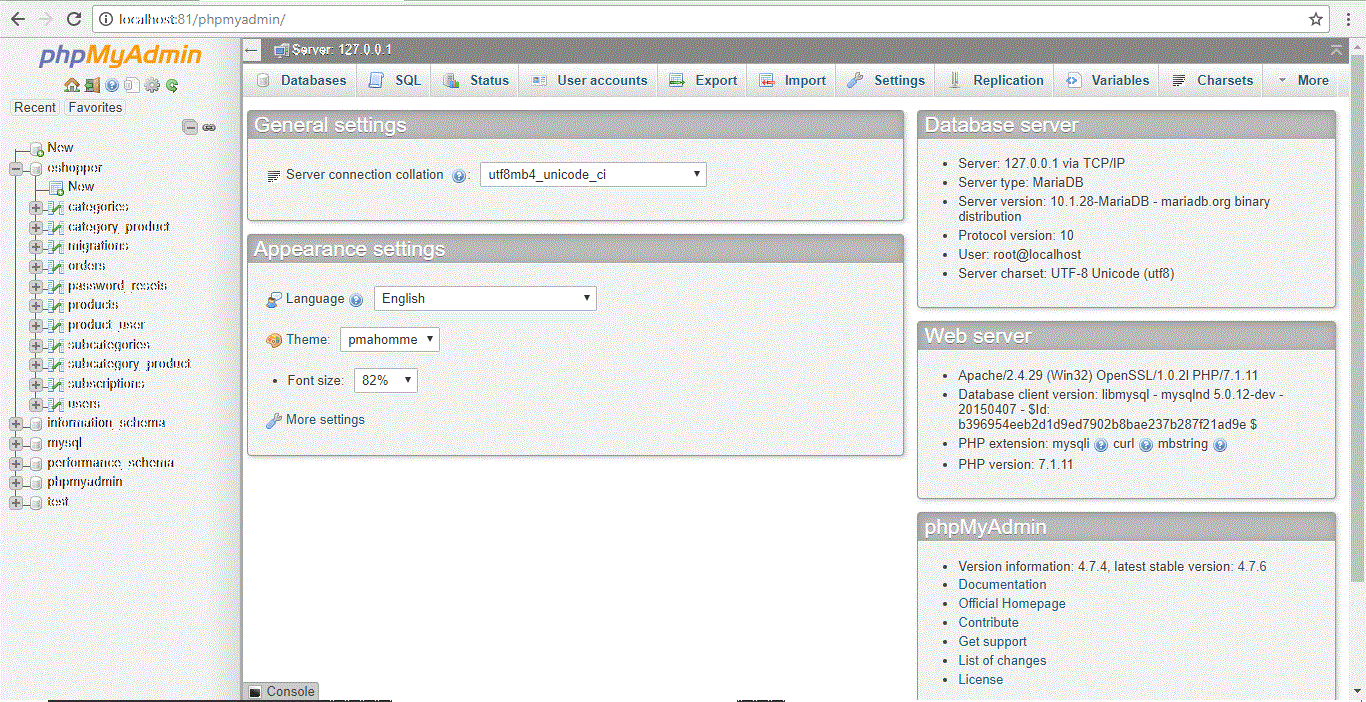 localhost:81/phpmyadmin/
phpMyAdmin
Recent Favorites
New
eshopper
New
categories
category_product
migrations
orders
password_resets
products
product_user
subcategories
subcategory_product
subscriptions
users
information_schema
mysql
performance_schema
phpmyadmin
test
Server: 127.0.0.1
Databases SQL Status User accounts Export Import Settings Replication Variables Charsets More
General settings
Server connection collation : utf8mb4_unicode_ci
Appearance settings
Language English
Theme: pmahomme
Font size: 82%
More settings
Database server
Server: 127.0.0.1 via TCP/IP
Server type: MariaDB
Server version: 10.1.28-MariaDB - mariadb.org binary
distribution
Protocol version: 10
User: root@localhost
Server charset: UTF-8 Unicode (utf8)
Web server
Apache/2.4.29 (Win32) OpenSSL/1.0.2l PHP/7.1.11
Database client version: libmysql - mysqlnd 5.0.12-dev -
20150407 - $Id:
b396954eeb2d1d9ed7902b8bae237b287f21ad9e $
PHP extension: mysqli curl mbstring
PHP version: 7.1.11
phpMyAdmin
Version information: 4.7.4, latest stable version: 4.7.6
Documentation
Official Homepage
Contribute
Get support
List of changes
License
Console